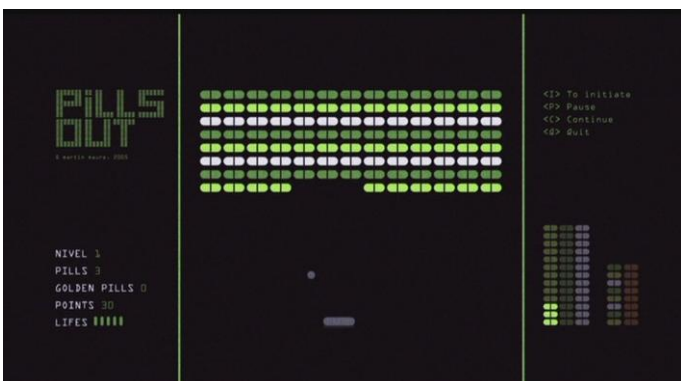 PILLS
OUT
NIVEL 1
PILLS 3
GOLDEN PILLS 0
POINTS 30
LIFES
<I> To initiate
<P> Pause
<C> Continue
<Q> Quit